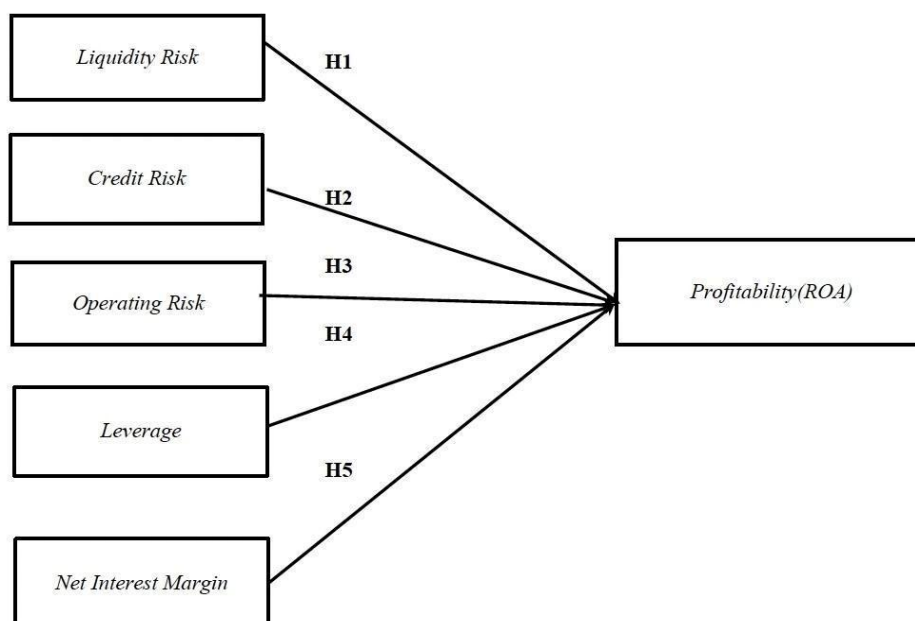 Liquidity Risk
H1
Credit Risk
H2
H3
Operating Risk
Profitability(ROA)
H4
Leverage
H5
Net Interest Margin